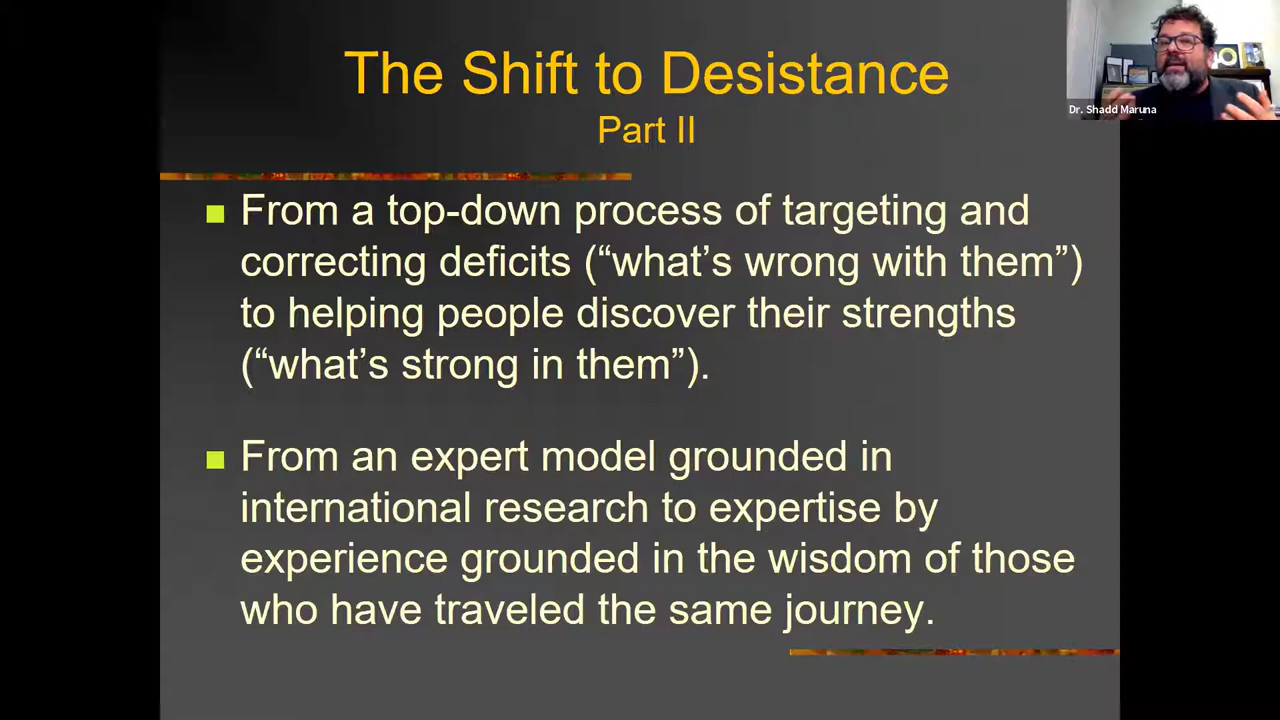 The Shift to Desistance
Part II
Dr. Shadd Maruna
From a top-down process of targeting and
correcting deficits (“what’s wrong with them”)
to helping people discover their strengths
(“what’s strong in them”).
From an expert model grounded in
international research to expertise by
experience grounded in the wisdom of those
who have traveled the same journey.